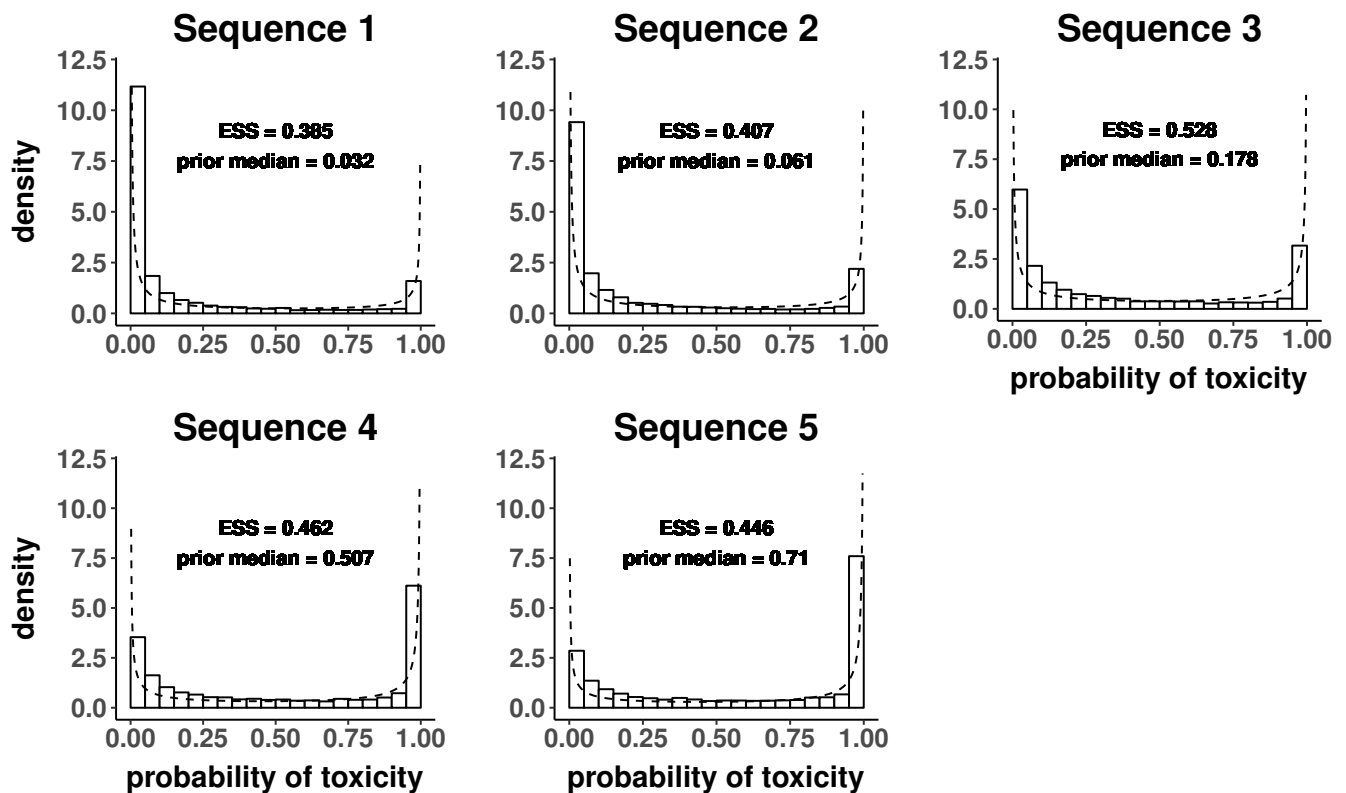 Sequence 1
12.5
10.0
7.5
5.0
2.5
0.0
density
ESS = 0.385
prior median = 0.032
0.00 0.25 0.50 0.75 1.00
Sequence 2
12.5
10.0
7.5
5.0
2.5
0.0
ESS = 0.407
prior median = 0.061
0.00 0.25 0.50 0.75 1.00
Sequence 3
12.5
10.0
7.5
5.0
2.5
0.0
ESS = 0.528
prior median = 0.178
0.00 0.25 0.50 0.75 1.00
probability of toxicity
Sequence 4
12.5
10.0
7.5
5.0
2.5
0.0
density
ESS = 0.462
prior median = 0.507
0.00 0.25 0.50 0.75 1.00
probability of toxicity
Sequence 5
12.5
10.0
7.5
5.0
2.5
0.0
ESS = 0.446
prior median = 0.71
0.00 0.25 0.50 0.75 1.00
probability of toxicity